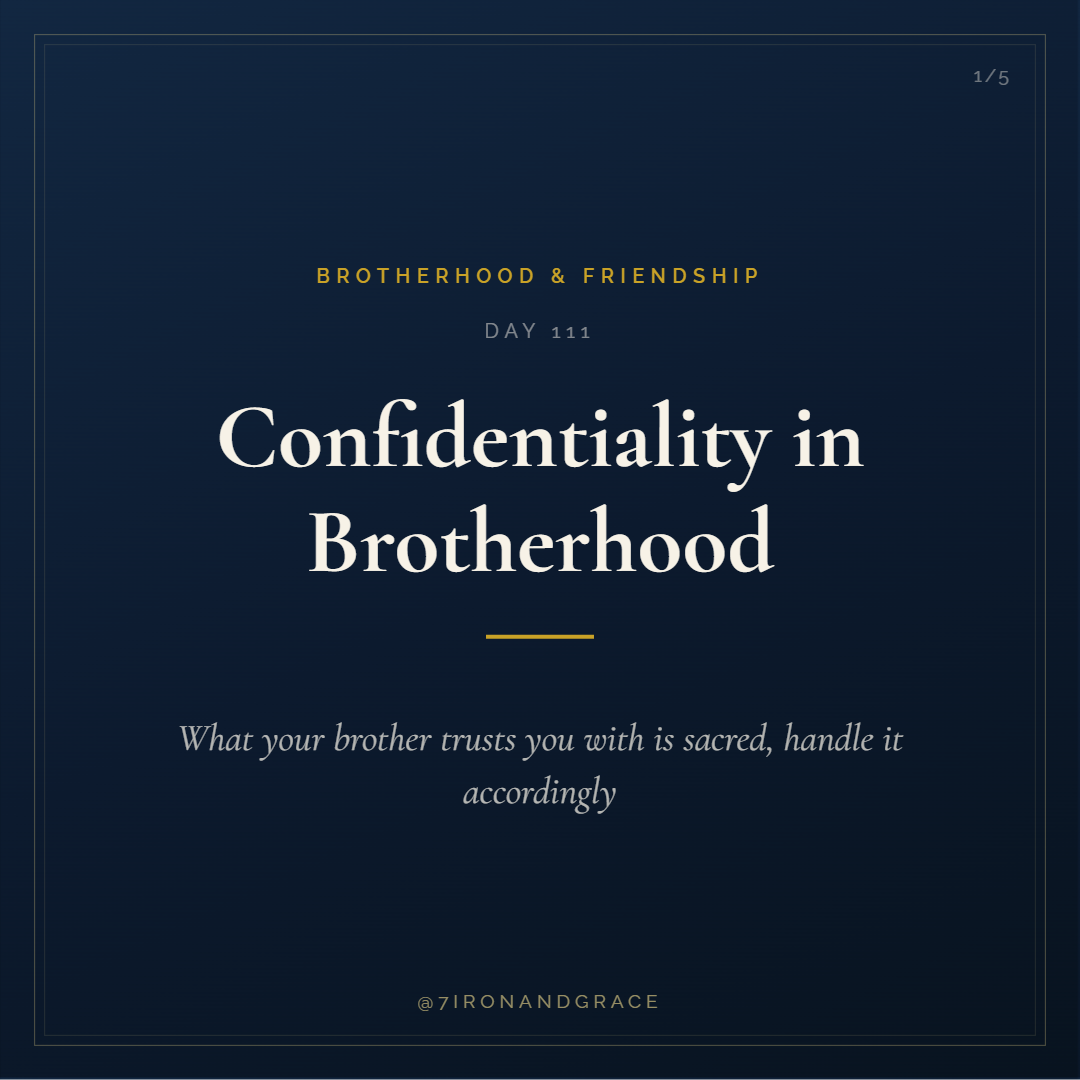 1/5
BROTHERHOOD & FRIENDSHIP
DAY 111
Confidentiality in
Brotherhood
What your brother trusts you with is sacred, handle it
accordingly
@7IRONANDGRACE